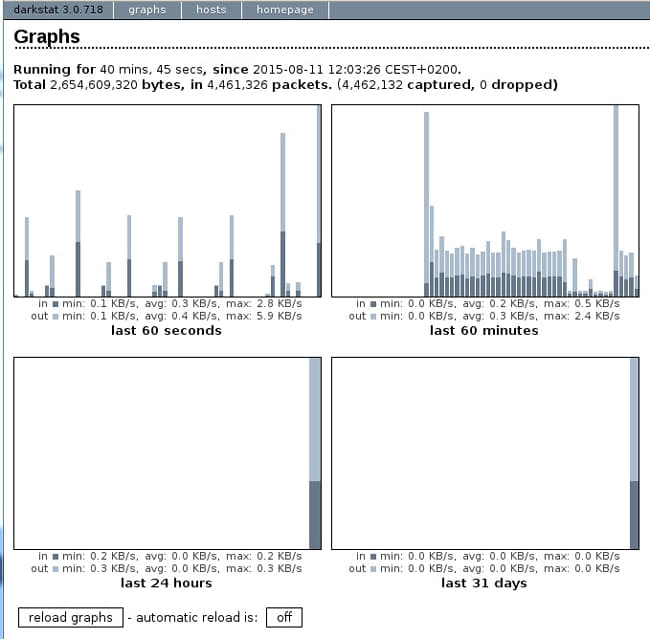 darkstat 3.0.718 graphs hosts homepage
Graphs
Running for 40 mins, 45 secs, since 2015-08-11 12:03:26 CEST+0200.
Total 2,654,609,320 bytes, in 4,461,326 packets. (4,462,132 captured, 0 dropped)
in min: 0.1 KB/s, avg: 0.3 KB/s, max: 2.8 KB/s
out min: 0.1 KB/s, avg: 0.4 KB/s, max: 5.9 KB/s
last 60 seconds
in min: 0.0 KB/s, avg: 0.2 KB/s, max: 0.5 KB/s
out min: 0.0 KB/s, avg: 0.3 KB/s, max: 2.4 KB/s
last 60 minutes
in min: 0.2 KB/s, avg: 0.0 KB/s, max: 0.2 KB/s
out min: 0.3 KB/s, avg: 0.0 KB/s, max: 0.3 KB/s
last 24 hours
in min: 0.0 KB/s, avg: 0.0 KB/s, max: 0.0 KB/s
out min: 0.0 KB/s, avg: 0.0 KB/s, max: 0.0 KB/s
last 31 days
reload graphs - automatic reload is: off